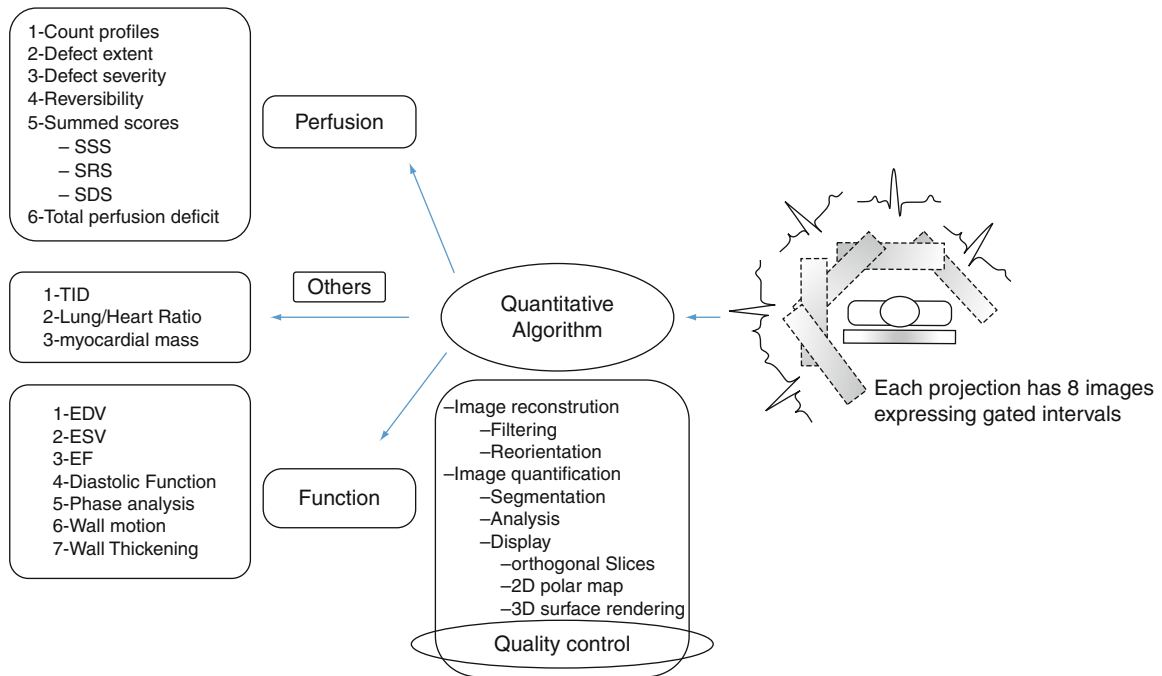 1-Count profiles
2-Defect extent
3-Defect severity
4-Reversibility
5-Summed scores
– SSS
– SRS
– SDS
6-Total perfusion deficit
Perfusion
1-TID
2-Lung/Heart Ratio
3-myocardial mass
Others
1-EDV
2-ESV
3-EF
4-Diastolic Function
5-Phase analysis
6-Wall motion
7-Wall Thickening
Function
Quantitative
Algorithm
–Image reconstrution
–Filtering
–Reorientation
–Image quantification
–Segmentation
–Analysis
–Display
–orthogonal Slices
–2D polar map
–3D surface rendering
Quality control
Each projection has 8 images
expressing gated intervals